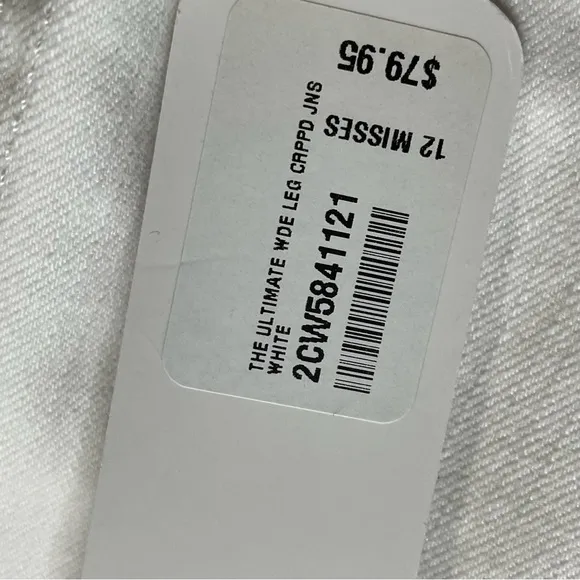 THE ULTIMATE WDE LEG CRPPD JNS
WHITE
2CW5841121
12 MISSES
$79.95